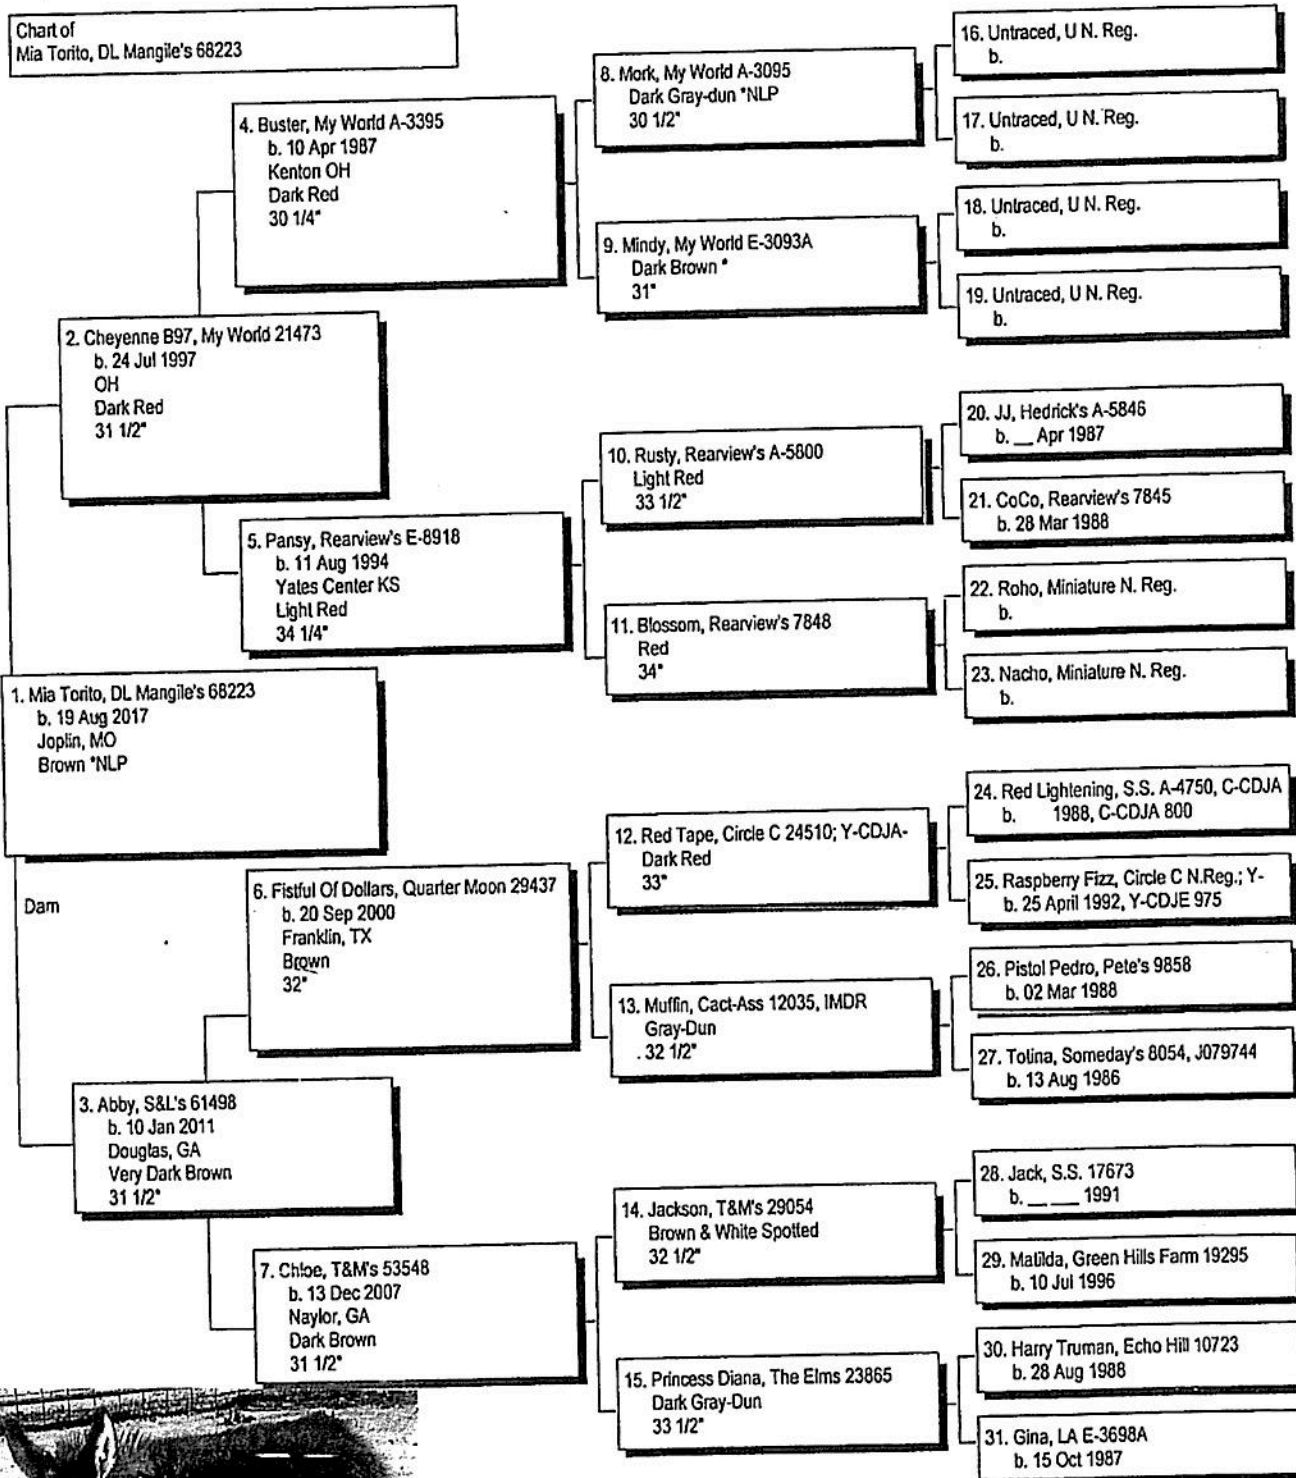 Chart of
Mia Torito, DL Mangile's 68223
16. Untraced, U N. Reg.
b.
8. Mork, My World A-3095
Dark Gray-dun *NLP
30 1/2"
4. Buster, My World A-3395
b. 10 Apr 1987
Kenton OH
Dark Red
30 1/4"
17. Untraced, U N. Reg.
b.
18. Untraced, U N. Reg.
b.
9. Mindy, My World E-3093A
Dark Brown *
31"
19. Untraced, U N. Reg.
b.
2. Cheyenne B97, My World 21473
b. 24 Jul 1997
OH
Dark Red
31 1/2"
20. JJ, Hedrick's A-5846
b. __ Apr 1987
10. Rusty, Rearview's A-5800
Light Red
33 1/2"
21. CoCo, Rearview's 7845
b. 28 Mar 1988
5. Pansy, Rearview's E-8918
b. 11 Aug 1994
Yates Center KS
Light Red
34 1/4"
22. Roho, Miniature N. Reg.
b.
11. Blossom, Rearview's 7848
Red
34"
23. Nacho, Miniature N. Reg.
b.
1. Mia Torito, DL Mangile's 68223
b. 19 Aug 2017
Joplin, MO
Brown *NLP
24. Red Lightening, S.S. A-4750, C-CDJA
b. 1988, C-CDJA 800
12. Red Tape, Circle C 24510; Y-CDJA-
Dark Red
33"
25. Raspberry Fizz, Circle C N.Reg.; Y-
b. 25 April 1992, Y-CDJE 975
Dam
6. Fistful Of Dollars, Quarter Moon 29437
b. 20 Sep 2000
Franklin, TX
Brown
32"
26. Pistol Pedro, Pete's 9858
b. 02 Mar 1988
13. Muffin, Cact-Ass 12035, IMDR
Gray-Dun
32 1/2"
27. Tolina, Someday's 8054, J079744
b. 13 Aug 1986
3. Abby, S&L's 61498
b. 10 Jan 2011
Douglas, GA
Very Dark Brown
31 1/2"
28. Jack, S.S. 17673
b. __ ___ 1991
14. Jackson, T&M's 29054
Brown & White Spotted
32 1/2"
29. Matilda, Green Hills Farm 19295
b. 10 Jul 1996
7. Chloe, T&M's 53548
b. 13 Dec 2007
Naylor, GA
Dark Brown
31 1/2"
30. Harry Truman, Echo Hill 10723
b. 28 Aug 1988
15. Princess Diana, The Elms 23865
Dark Gray-Dun
33 1/2"
31. Gina, LA E-3698A
b. 15 Oct 1987